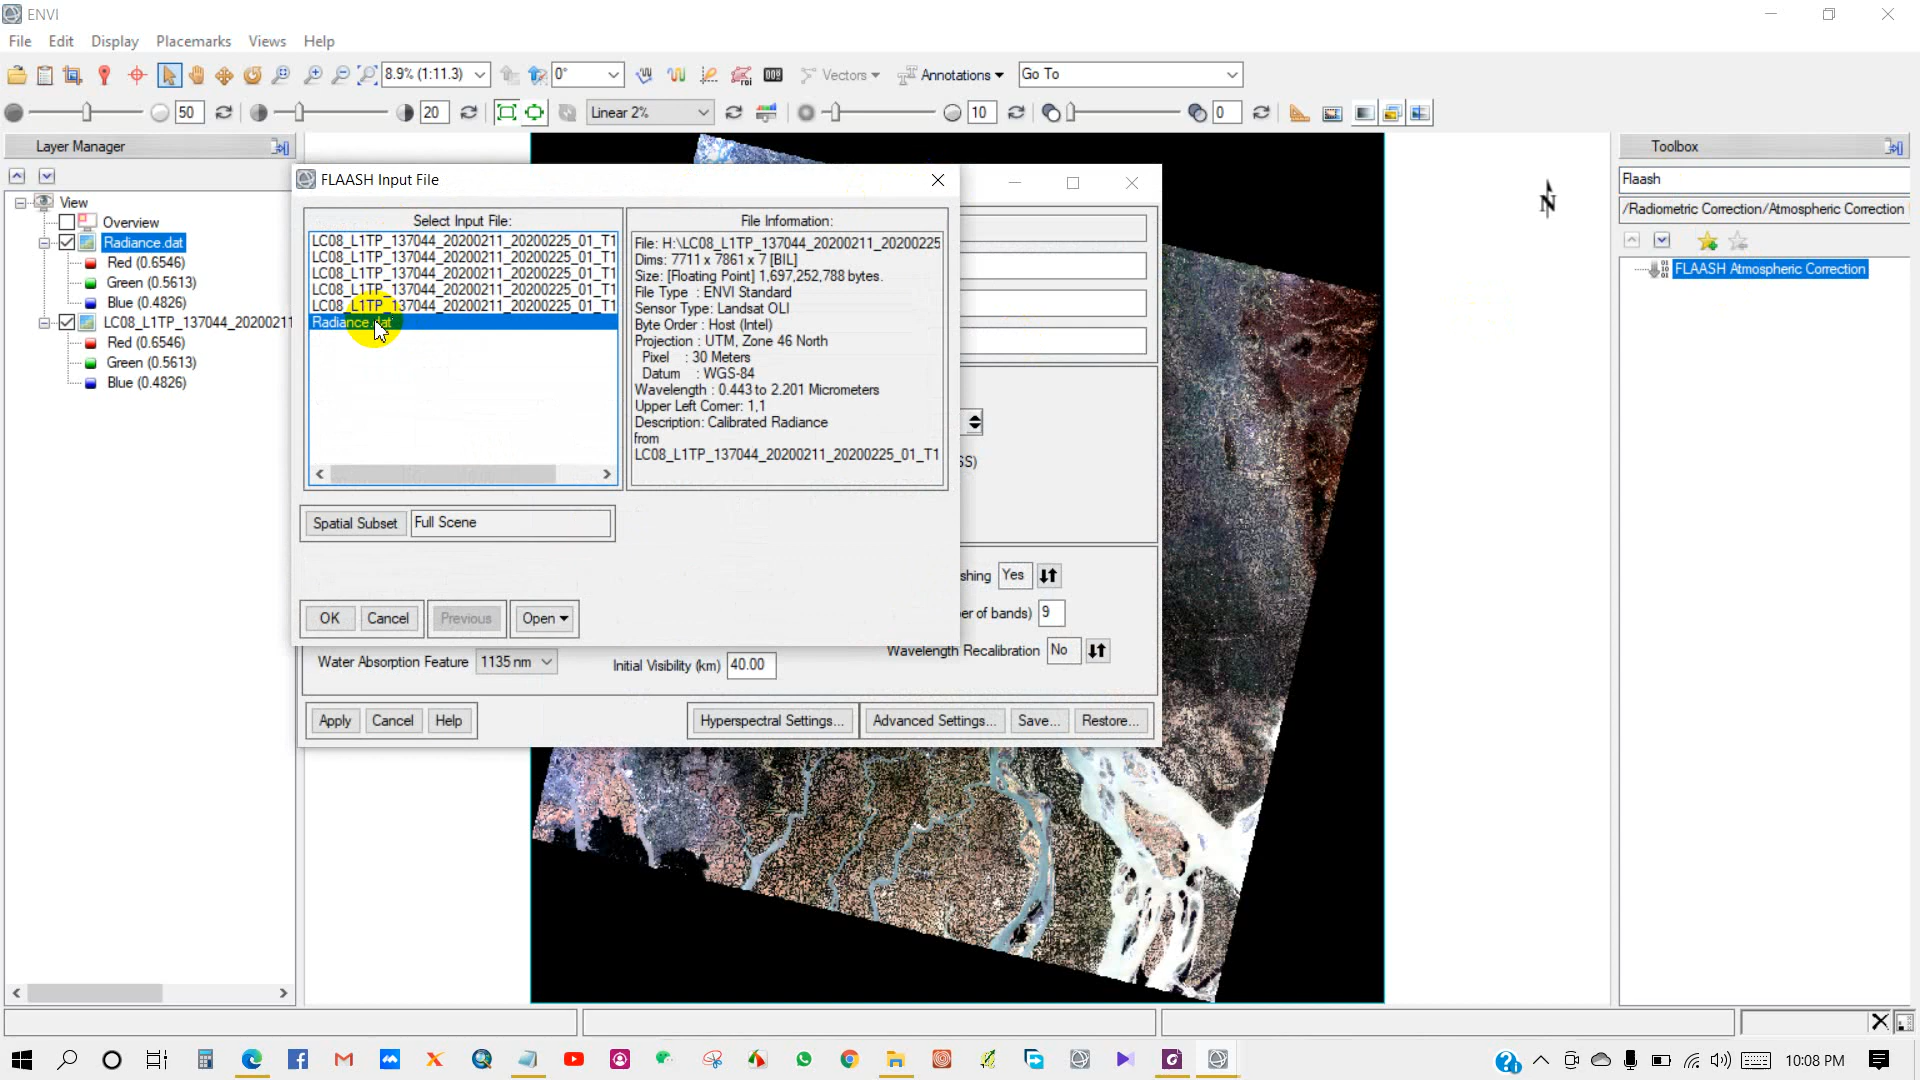 ENVI
File Edit Display Placemarks Views Help
8.9% (1:11.3) 0° Vectors Annotations Go To
50 20 Linear 2% 10 0
Layer Manager
View
Overview
Radiance.dat
Red (0.6546)
Green (0.5613)
Blue (0.4826)
LC08_L1TP_137044_20200211
Red (0.6546)
Green (0.5613)
Blue (0.4826)
FLAASH Input File
Select Input File:
LC08_L1TP_137044_20200211_20200225_01_T1
LC08_L1TP_137044_20200211_20200225_01_T1
LC08_L1TP_137044_20200211_20200225_01_T1
LC08_L1TP_137044_20200211_20200225_01_T1
LC08_L1TP_137044_20200211_20200225_01_T1
Radiance.dat
File Information:
File: H:\LC08_L1TP_137044_20200211_20200225
Dims: 7711 x 7861 x 7 [BIL]
Size: [Floating Point] 1,697,252,788 bytes.
File Type : ENVI Standard
Sensor Type: Landsat OLI
Byte Order : Host (Intel)
Projection : UTM, Zone 46 North
Pixel : 30 Meters
Datum : WGS-84
Wavelength : 0.443 to 2.201 Micrometers
Upper Left Corner: 1,1
Description: Calibrated Radiance
from
LC08_L1TP_137044_20200211_20200225_01_T1
Spatial Subset Full Scene
OK Cancel Previous Open
SS)
shing Yes
er of bands) 9
Wavelength Recalibration No
Water Absorption Feature 1135 nm Initial Visibility (km) 40.00
Apply Cancel Help Hyperspectral Settings... Advanced Settings... Save... Restore...
N
Toolbox
Flaash
/Radiometric Correction/Atmospheric Correction
FLAASH Atmospheric Correction
10:08 PM